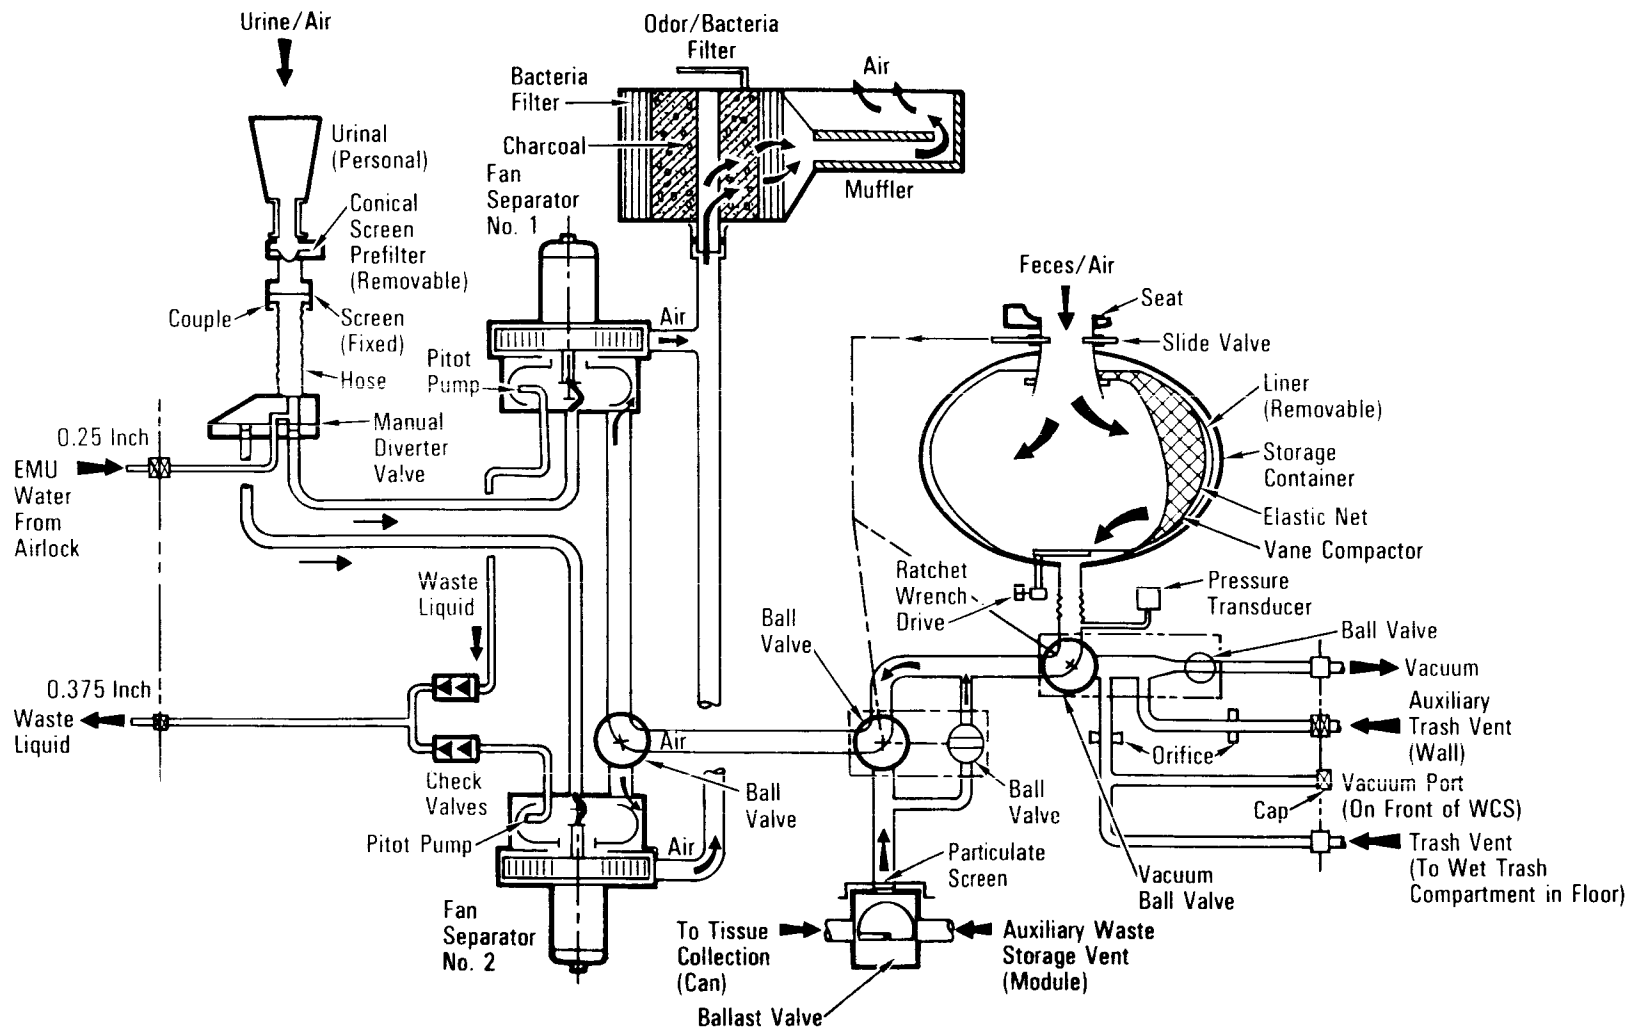 Urine/Air
Odor/Bacteria
Filter
Air
Bacteria
Filter
Urinal
(Personal)
Charcoal
Fan
Separator
No. 1
Muffler
Conical
Screen
Prefilter
(Removable)
Couple
Screen
(Fixed)
Feces/Air
Seat
Air
Slide Valve
Pitot
Pump
Hose
Liner
(Removable)
Manual
Diverter
Valve
0.25 Inch
EMU
Water
From
Airlock
Storage
Container
Elastic Net
Vane Compactor
Waste
Liquid
Ratchet
Wrench
Drive
Pressure
Transducer
Ball
Valve
Ball Valve
Vacuum
0.375 Inch
Waste
Liquid
Auxiliary
Trash Vent
(Wall)
Air
Orifice
Check
Valves
Ball
Valve
Ball
Valve
Cap
Vacuum Port
(On Front of WCS)
Pitot Pump
Air
Particulate
Screen
Vacuum
Ball Valve
Trash Vent
(To Wet Trash
Compartment in Floor)
Fan
Separator
No. 2
To Tissue
Collection
(Can)
Auxiliary Waste
Storage Vent
(Module)
Ballast Valve